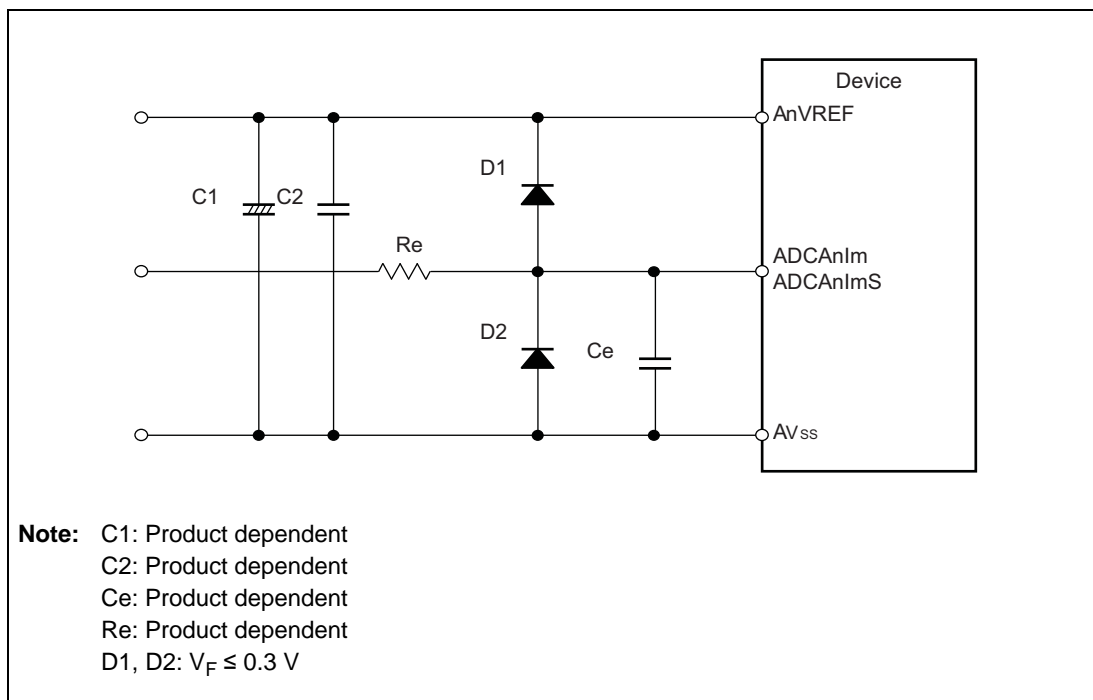 Device
AnVREF
D1
C1 C2
Re
ADCAnIm
ADCAnImS
D2
Ce
AVss
Note: C1: Product dependent
C2: Product dependent
Ce: Product dependent
Re: Product dependent
D1, D2: VF ≤ 0.3 V